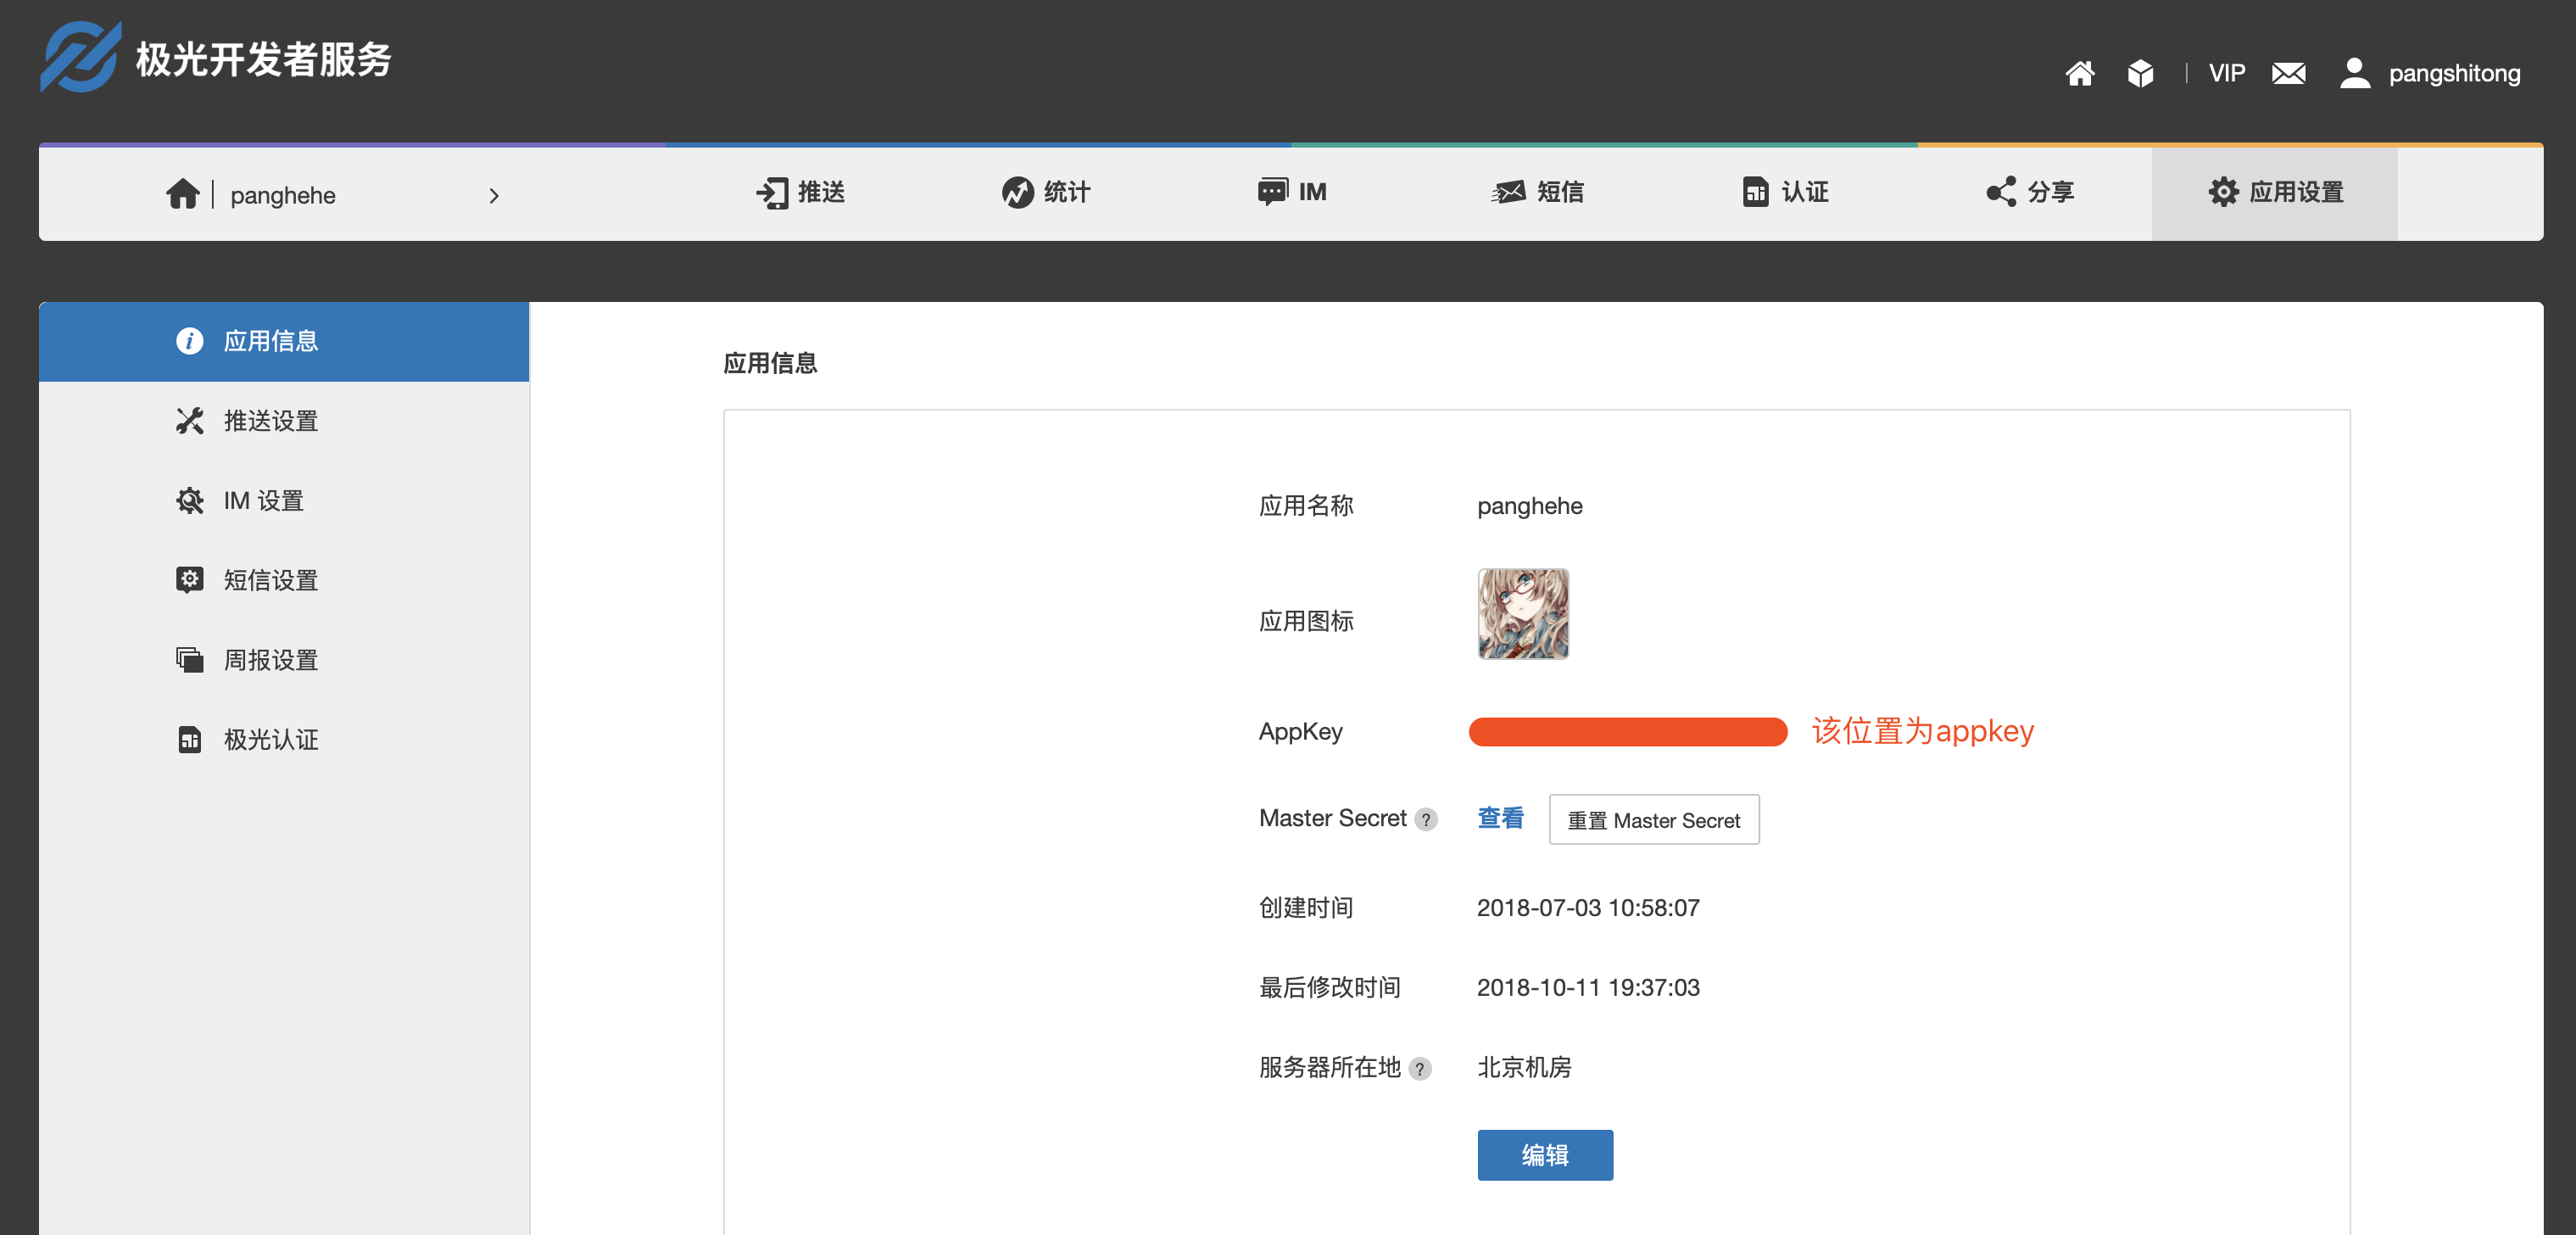 极光开发者服务
VIP
pangshitong
panghehe
推送
统计
IM
短信
认证
分享
应用设置
应用信息
推送设置
IM 设置
短信设置
周报设置
极光认证
应用信息
应用名称 panghehe
应用图标
AppKey 该位置为appkey
Master Secret ? 查看 重置 Master Secret
创建时间 2018-07-03 10:58:07
最后修改时间 2018-10-11 19:37:03
服务器所在地 ? 北京机房
编辑